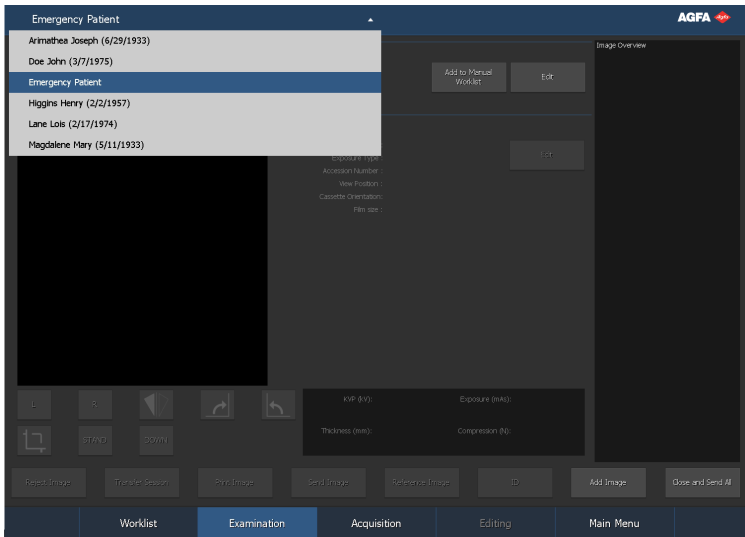 Emergency Patient
AGFA
Arimathea Joseph (6/29/1933)
Doe John (3/7/1975)
Emergency Patient
Higgins Henry (2/2/1957)
Lane Lois (2/17/1974)
Magdalene Mary (5/11/1933)
Image Overview
Add to Manual
Worklist
Edit
Exposure Type :
Edit
Accession Number :
View Position :
Cassette Orentation:
Film size :
L
R
KVP (kV):
Exposure (mAs):
STAND
DOWN
Thickness (mm):
Compression (N):
Reject Image
Transfer Session
Print Image
Send Image
Reference Image
ID
Add Image
Close and Send All
Worklist
Examination
Acquisition
Editing
Main Menu